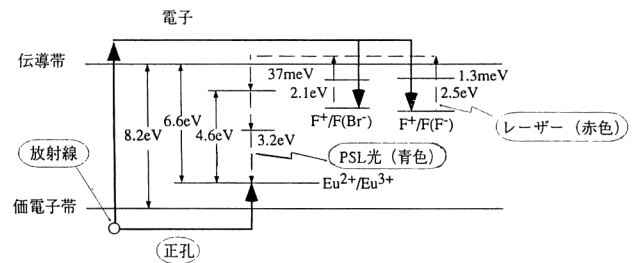 電子
伝導帯
37meV
1.3meV
2.1eV
2.5eV
6.6eV
8.2eV
4.6eV
F⁺/F(Br⁻)
F⁺/F(F⁻)
レーザー（赤色）
3.2eV
放射線
PSL光（青色）
Eu²⁺/Eu³⁺
価電子帯
正孔